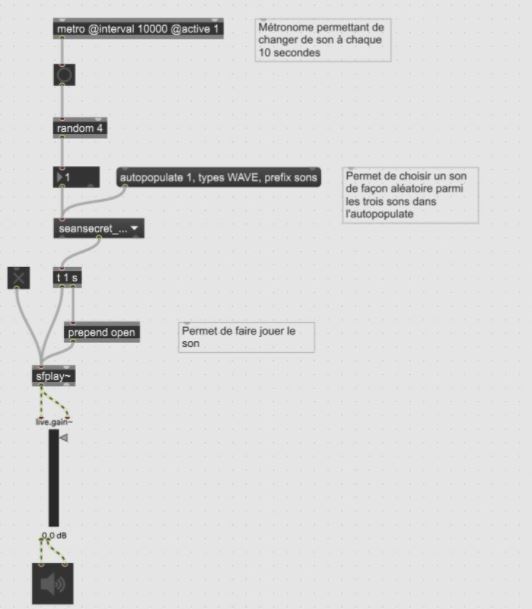 metro @interval 10000 @active 1
Métronome permettant de
changer de son à chaque
10 secondes
random 4
1
autopopulate 1, types WAVE, prefix sons
Permet de choisir un son
de façon aléatoire parmi
les trois sons dans
l'autopopulate
seansecret_...
t 1 s
prepend open
Permet de faire jouer le
son
sfplay~
live.gain~
0.0 dB